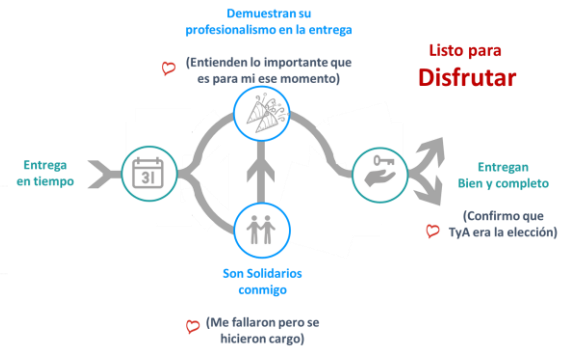 Demuestran su
profesionalismo en la entrega
(Entienden lo importante que
es para mi ese momento)
Listo para
Disfrutar
Entrega
en tiempo
31
Entregan
Bien y completo
(Confirmo que
TyA era la elección)
Son Solidarios
conmigo
(Me fallaron pero se
hicieron cargo)